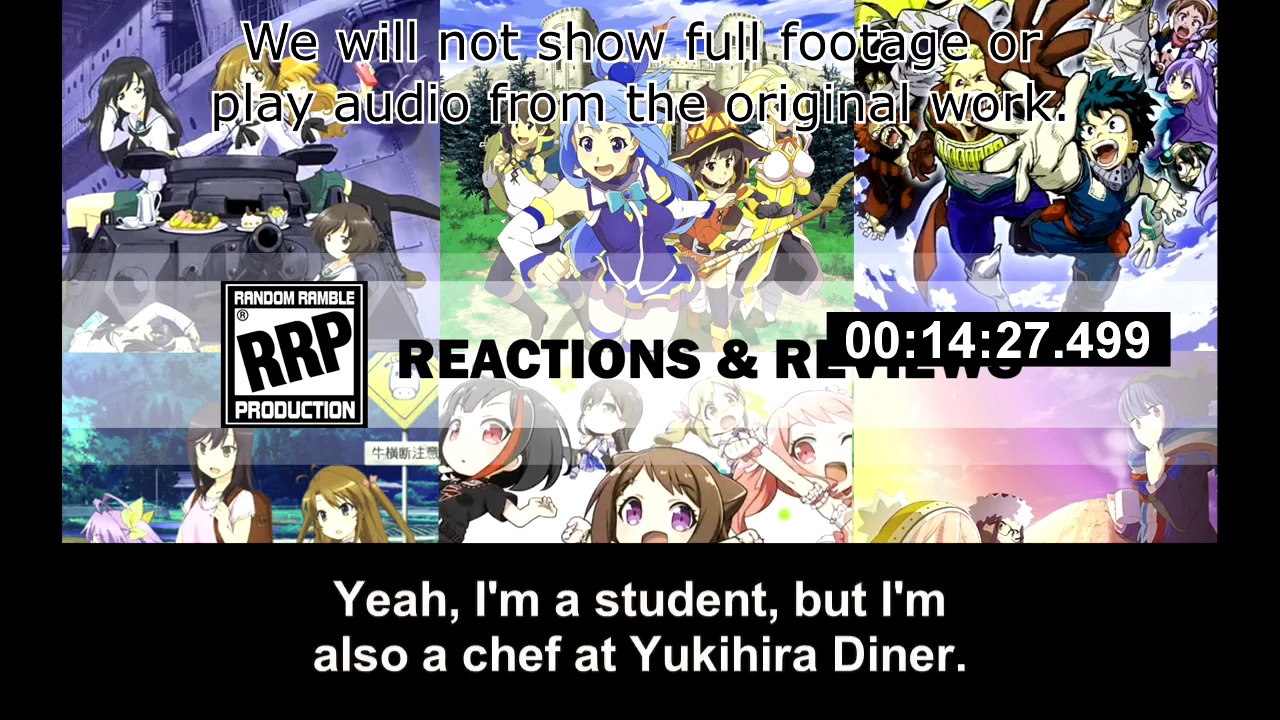 We will not show full footage or
play audio from the original work.
RANDOM RAMBLE
®
RRP
PRODUCTION
REACTIONS & REVIEWS
00:14:27.499
牛横断注意
Yeah, I'm a student, but I'm
also a chef at Yukihira Diner.